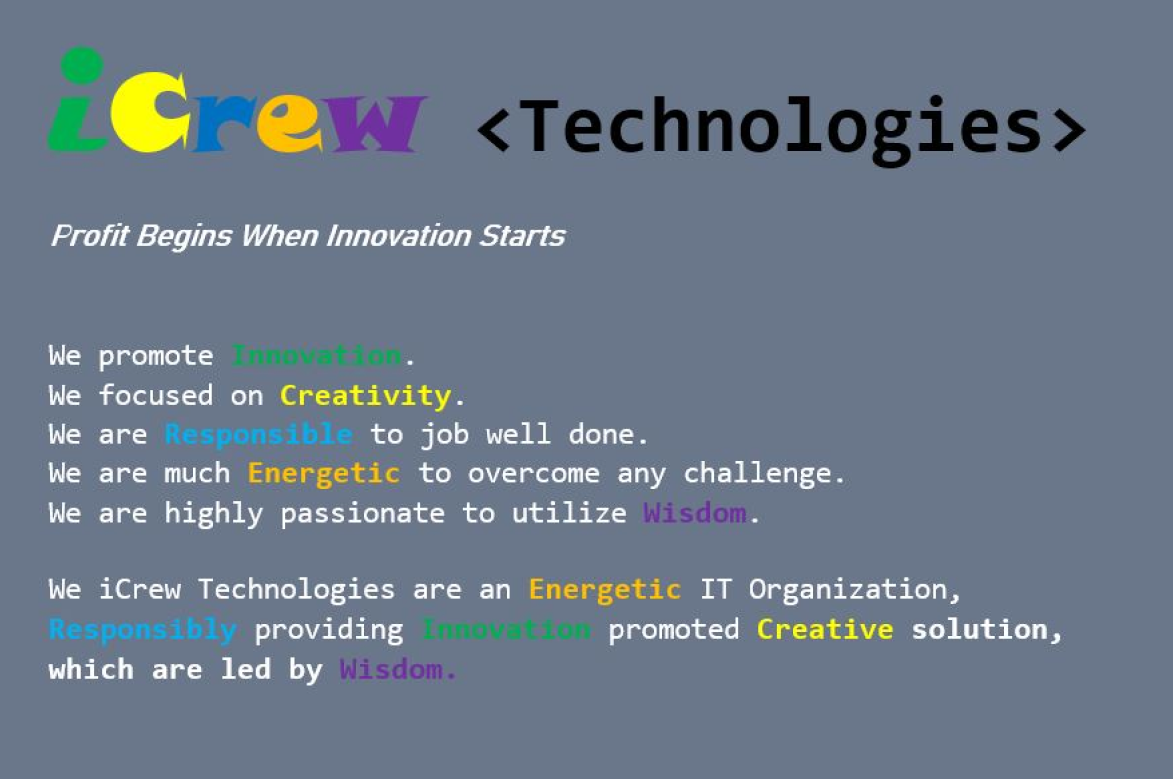 iCrew <Technologies>
Profit Begins When Innovation Starts
We promote Innovation.
We focused on Creativity.
We are Responsible to job well done.
We are much Energetic to overcome any challenge.
We are highly passionate to utilize Wisdom.
We iCrew Technologies are an Energetic IT Organization,
Responsibly providing Innovation promoted Creative solution,
which are led by Wisdom.